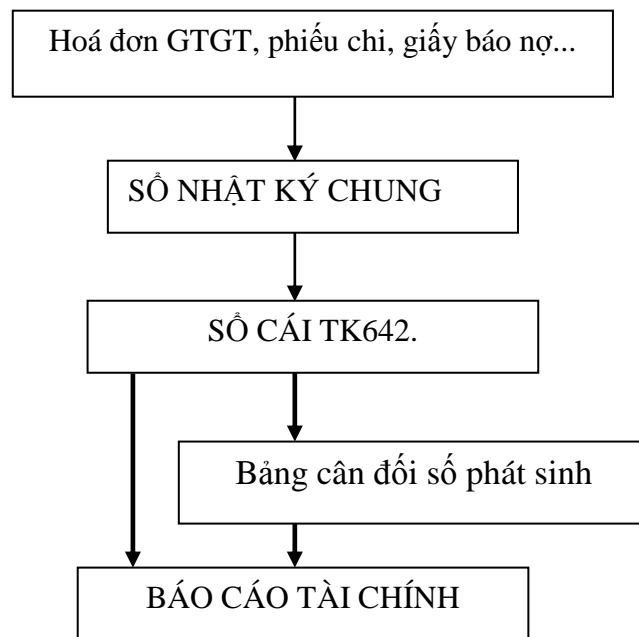 Hoá đơn GTGT, phiếu chi, giấy báo nợ...
SỔ NHẬT KÝ CHUNG
SỔ CÁI TK642.
Bảng cân đối số phát sinh
BÁO CÁO TÀI CHÍNH